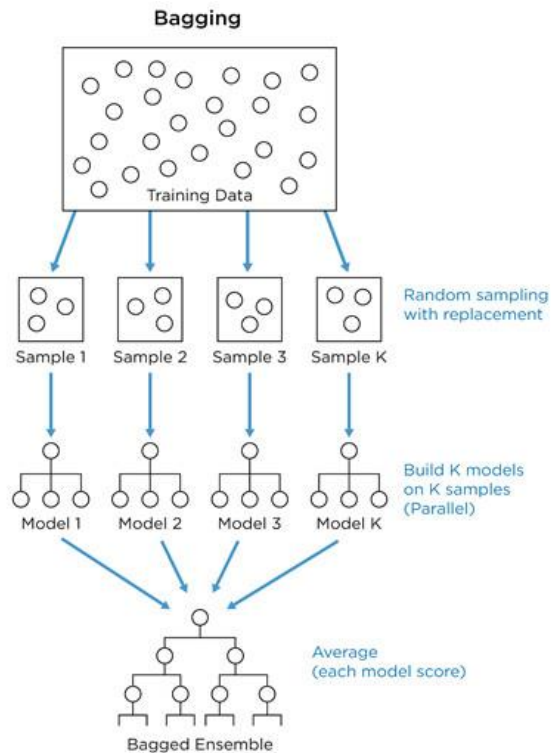 Bagging
Training Data
Random sampling
with replacement
Sample 1
Sample 2
Sample 3
Sample K
Build K models
on K samples
(Parallel)
Model 1
Model 2
Model 3
Model K
Average
(each model score)
Bagged Ensemble